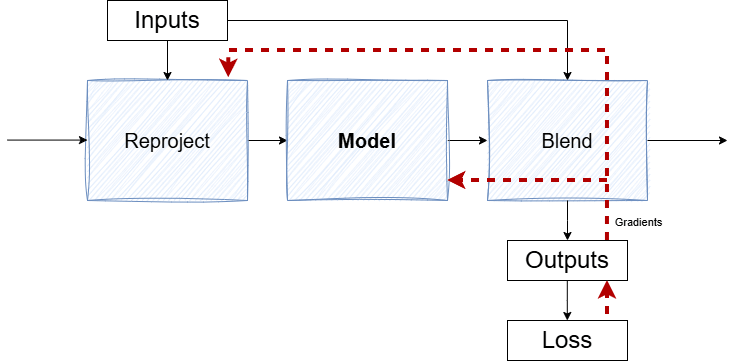 Inputs
Reproject
Model
Blend
Gradients
Outputs
Loss